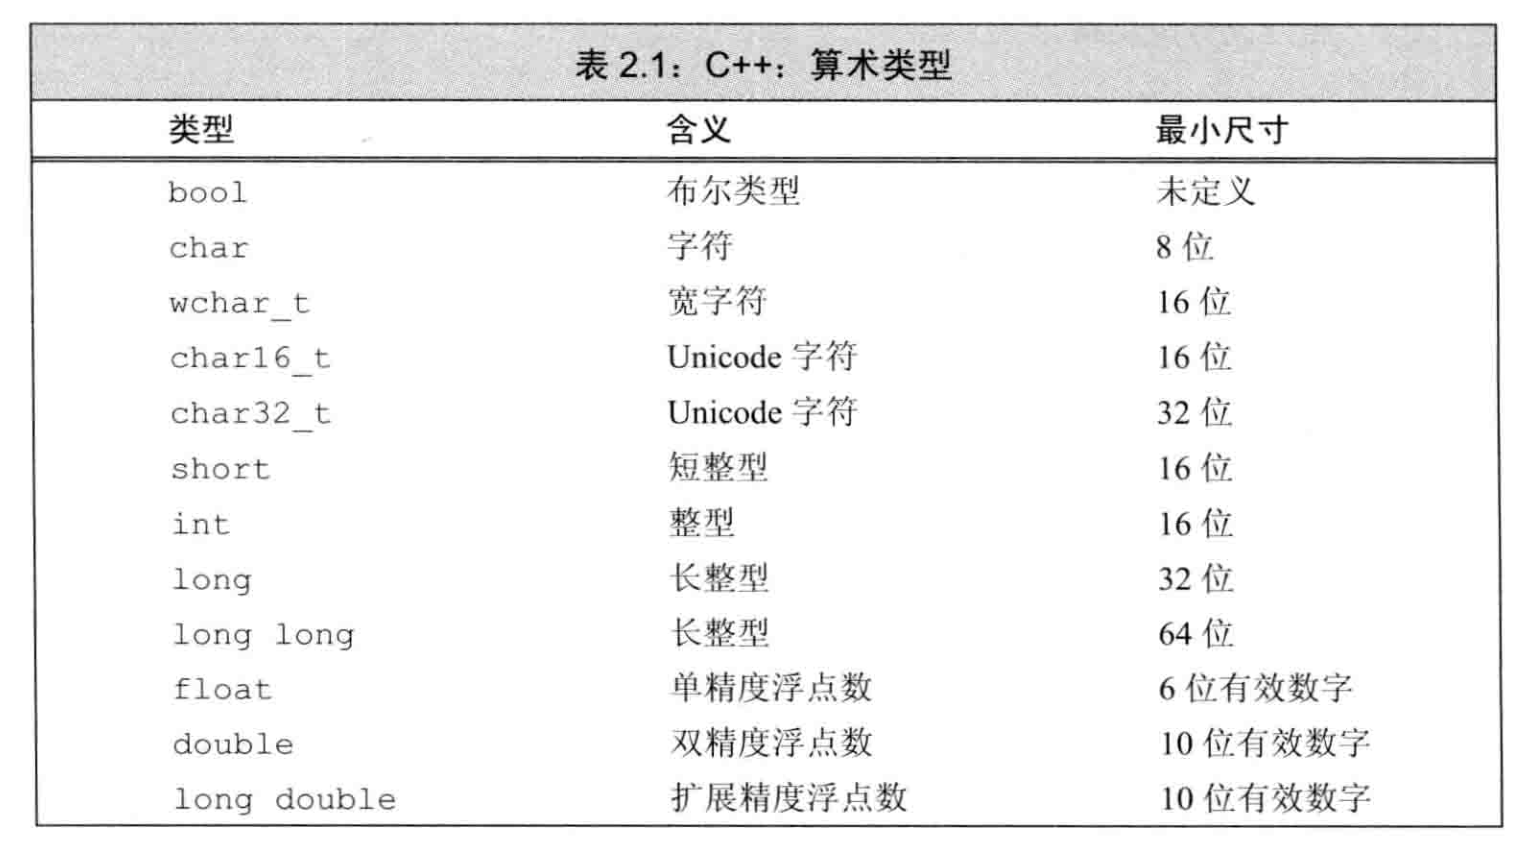 表 2.1：C++：算术类型
类型 含义 最小尺寸
bool 布尔类型 未定义
char 字符 8 位
wchar_t 宽字符 16 位
char16_t Unicode 字符 16 位
char32_t Unicode 字符 32 位
short 短整型 16 位
int 整型 16 位
long 长整型 32 位
long long 长整型 64 位
float 单精度浮点数 6 位有效数字
double 双精度浮点数 10 位有效数字
long double 扩展精度浮点数 10 位有效数字